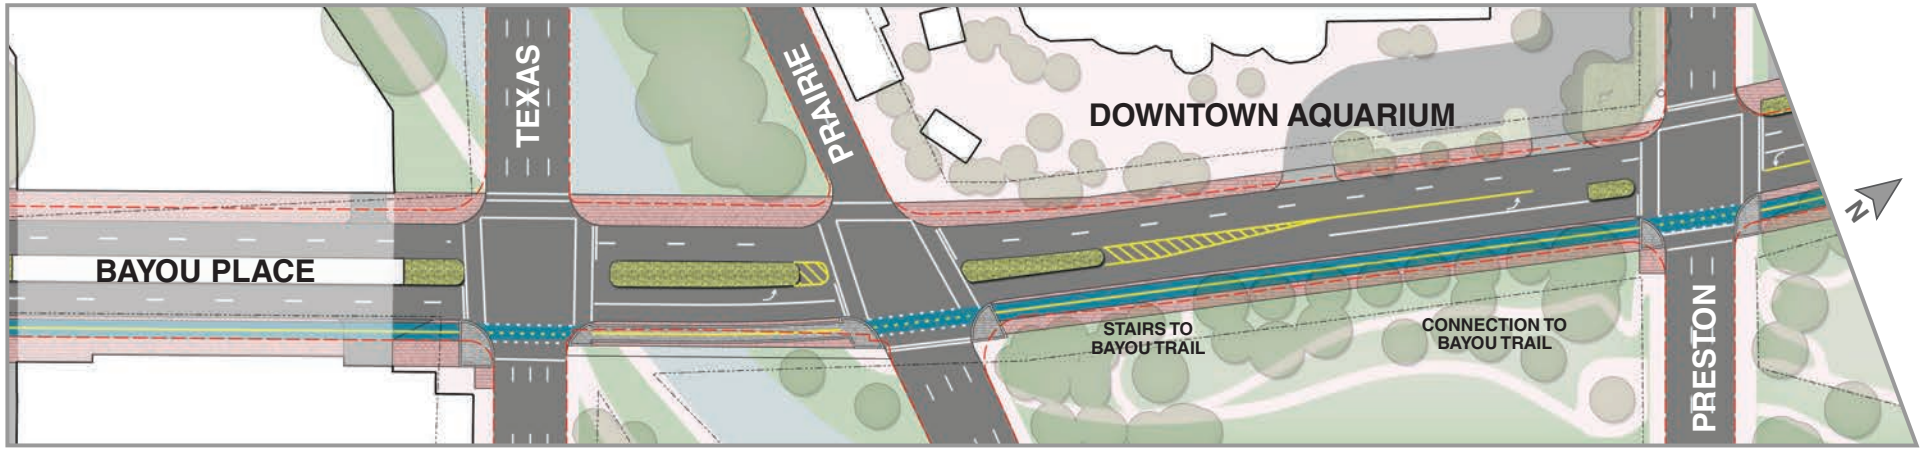 TEXAS
PRAIRIE
DOWNTOWN AQUARIUM
BAYOU PLACE
STAIRS TO
BAYOU TRAIL
CONNECTION TO
BAYOU TRAIL
PRESTON
N